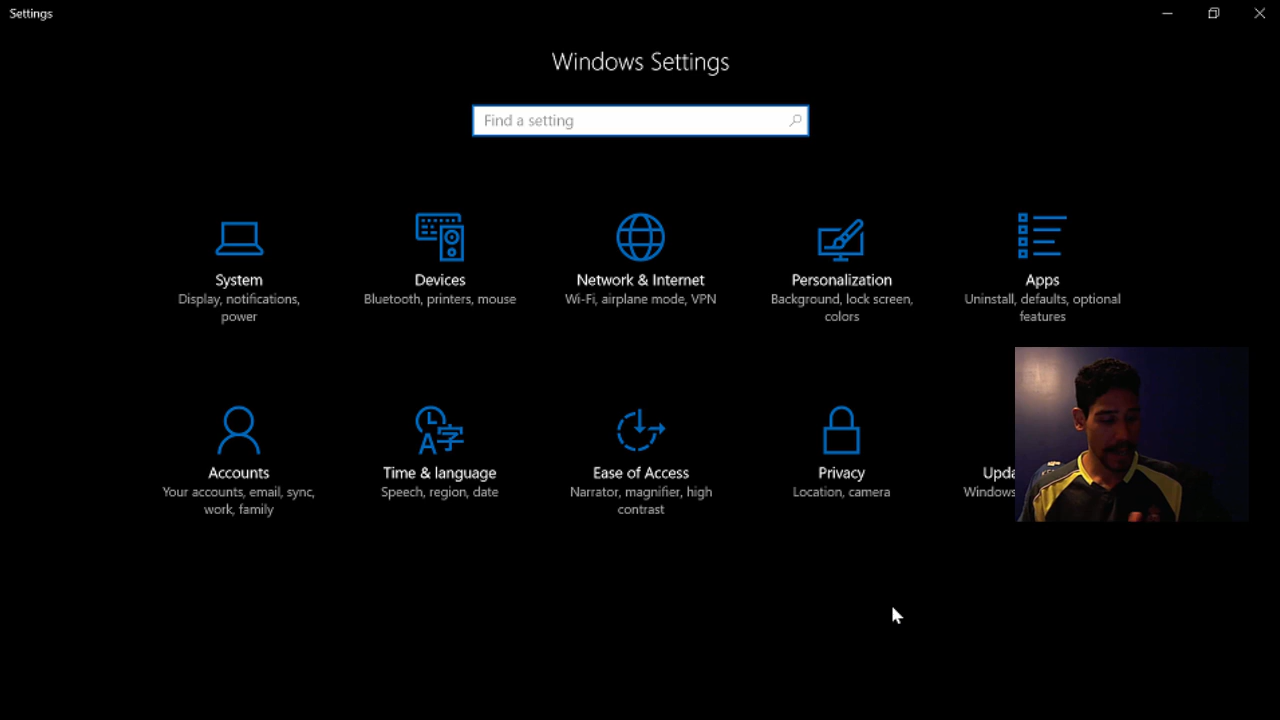 Settings
Windows Settings
Find a setting
System
Display, notifications,
power
Devices
Bluetooth, printers, mouse
Network & Internet
Wi-Fi, airplane mode, VPN
Personalization
Background, lock screen,
colors
Apps
Uninstall, defaults, optional
features
Accounts
Your accounts, email, sync,
work, family
Time & language
Speech, region, date
Ease of Access
Narrator, magnifier, high
contrast
Privacy
Location, camera
Upda
Windows